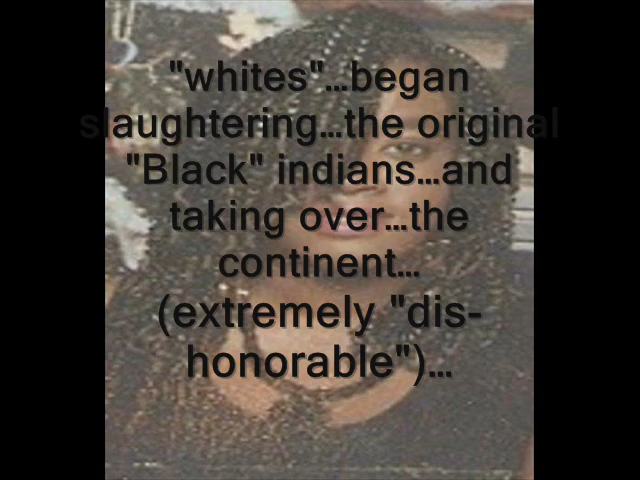 "whites"...began
slaughtering...the original
"Black" indians...and
taking over...the
continent...
(extremely "dis-
honorable")...